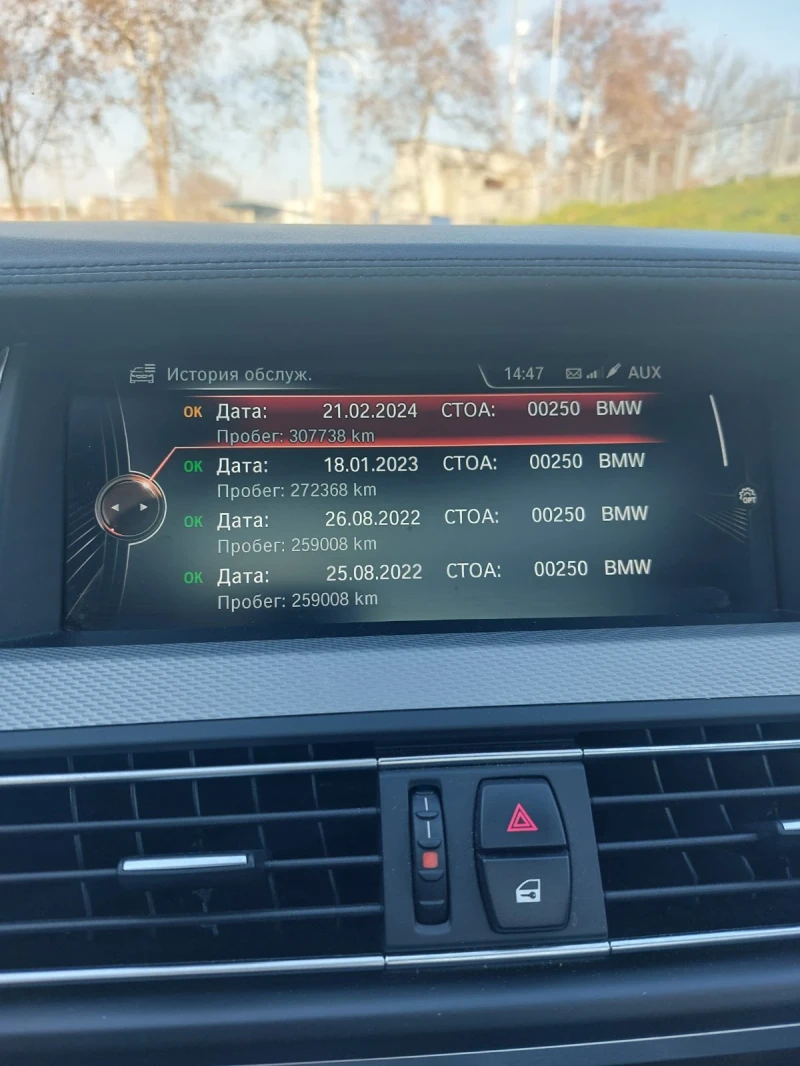 История обслуж. 14:47 AUX
OK Дата: 21.02.2024 СТОА: 00250 BMW
Пробег: 307738 km
OK Дата: 18.01.2023 СТОА: 00250 BMW
Пробег: 272368 km
OK Дата: 26.08.2022 СТОА: 00250 BMW
Пробег: 259008 km
OK Дата: 25.08.2022 СТОА: 00250 BMW
Пробег: 259008 km
OPT